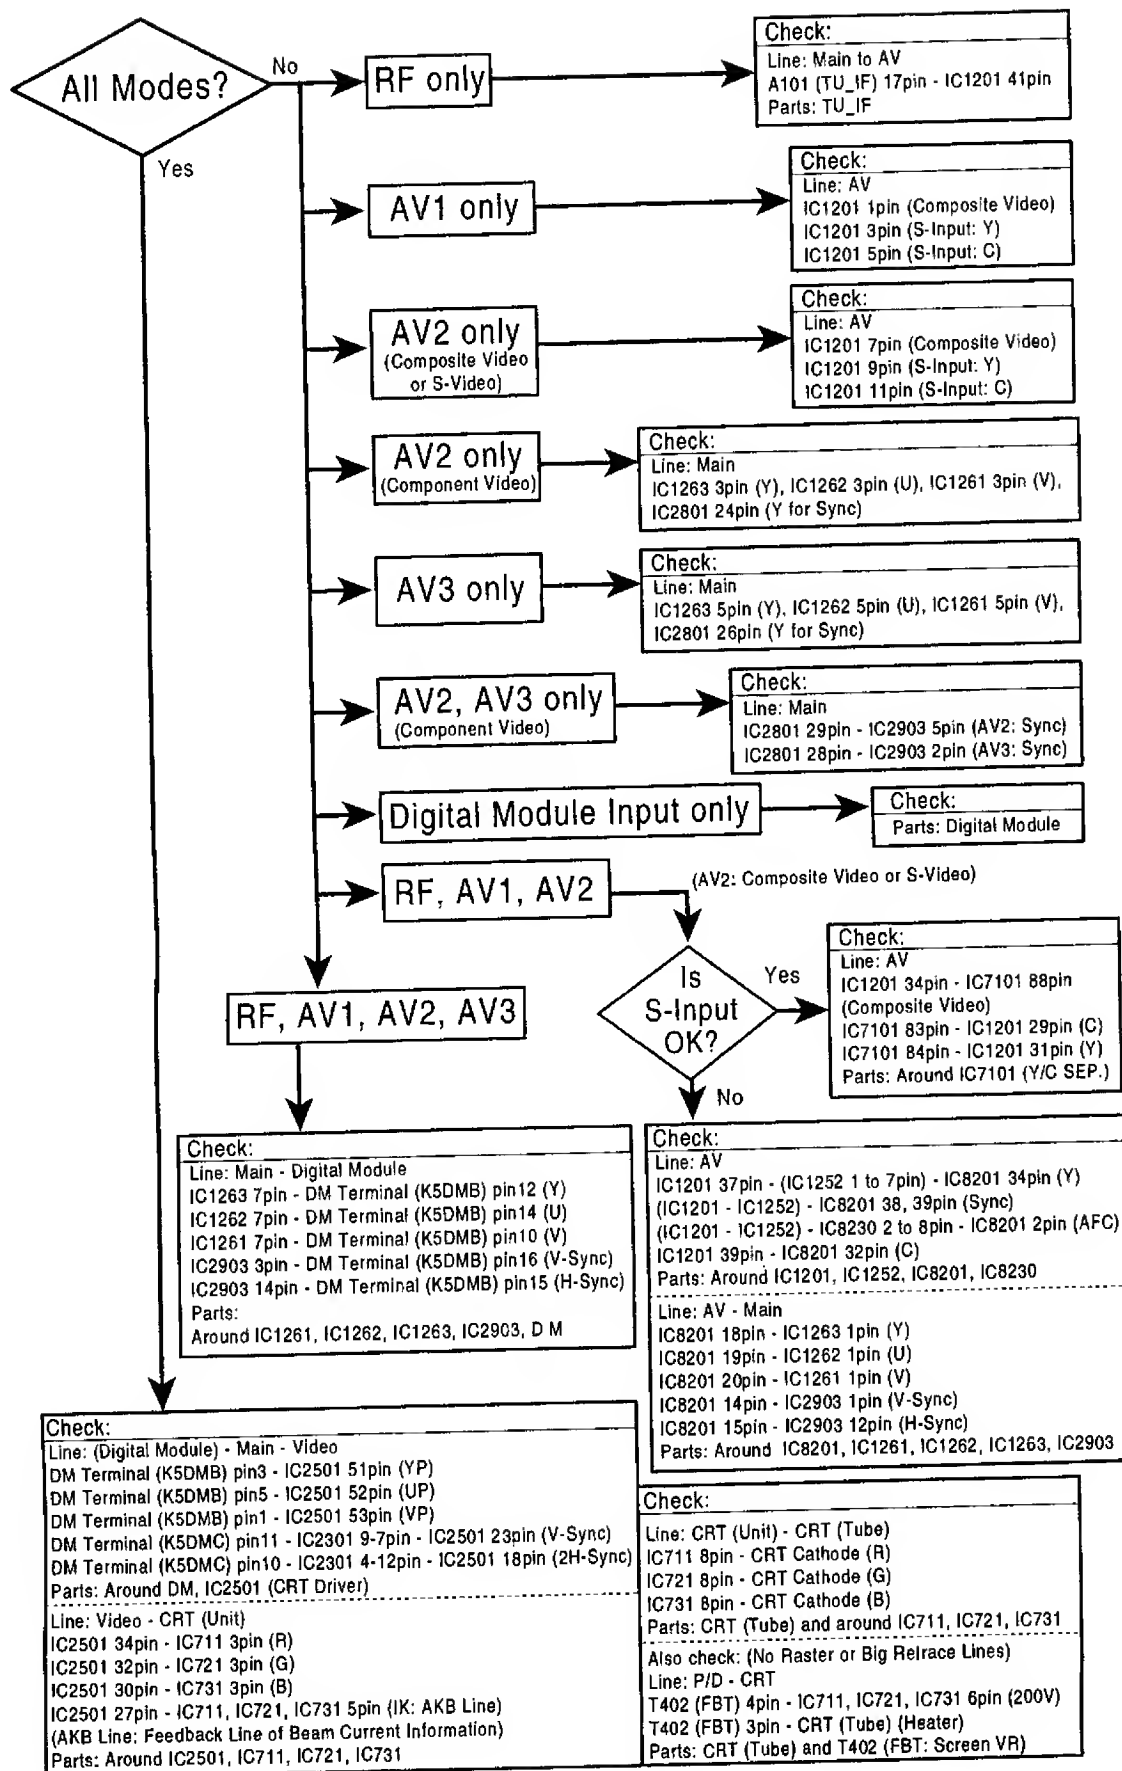 All Modes?
No
Yes
RF only
Check:
Line: Main to AV
A101 (TU_IF) 17pin - IC1201 41pin
Parts: TU_IF
AV1 only
Check:
Line: AV
IC1201 1pin (Composite Video)
IC1201 3pin (S-Input: Y)
IC1201 5pin (S-Input: C)
AV2 only
(Composite Video
or S-Video)
Check:
Line: AV
IC1201 7pin (Composite Video)
IC1201 9pin (S-Input: Y)
IC1201 11pin (S-Input: C)
AV2 only
(Component Video)
Check:
Line: Main
IC1263 3pin (Y), IC1262 3pin (U), IC1261 3pin (V),
IC2801 24pin (Y for Sync)
AV3 only
Check:
Line: Main
IC1263 5pin (Y), IC1262 5pin (U), IC1261 5pin (V),
IC2801 26pin (Y for Sync)
AV2, AV3 only
(Component Video)
Check:
Line: Main
IC2801 29pin - IC2903 5pin (AV2: Sync)
IC2801 28pin - IC2903 2pin (AV3: Sync)
Digital Module Input only
Check:
Parts: Digital Module
RF, AV1, AV2
(AV2: Composite Video or S-Video)
Is
S-Input
OK?
Yes
No
Check:
Line: AV
IC1201 34pin - IC7101 88pin
(Composite Video)
IC7101 83pin - IC1201 29pin (C)
IC7101 84pin - IC1201 31pin (Y)
Parts: Around IC7101 (Y/C SEP.)
RF, AV1, AV2, AV3
Check:
Line: Main - Digital Module
IC1263 7pin - DM Terminal (K5DMB) pin12 (Y)
IC1262 7pin - DM Terminal (K5DMB) pin14 (U)
IC1261 7pin - DM Terminal (K5DMB) pin10 (V)
IC2903 3pin - DM Terminal (K5DMB) pin16 (V-Sync)
IC2903 14pin - DM Terminal (K5DMB) pin15 (H-Sync)
Parts:
Around IC1261, IC1262, IC1263, IC2903, D M
Check:
Line: AV
IC1201 37pin - (IC1252 1 to 7pin) - IC8201 34pin (Y)
(IC1201 - IC1252) - IC8201 38, 39pin (Sync)
(IC1201 - IC1252) - IC8230 2 to 8pin - IC8201 2pin (AFC)
IC1201 39pin - IC8201 32pin (C)
Parts: Around IC1201, IC1252, IC8201, IC8230
Line: AV - Main
IC8201 18pin - IC1263 1pin (Y)
IC8201 19pin - IC1262 1pin (U)
IC8201 20pin - IC1261 1pin (V)
IC8201 14pin - IC2903 1pin (V-Sync)
IC8201 15pin - IC2903 12pin (H-Sync)
Parts: Around IC8201, IC1261, IC1262, IC1263, IC2903
Check:
Line: (Digital Module) - Main - Video
DM Terminal (K5DMB) pin3 - IC2501 51pin (YP)
DM Terminal (K5DMB) pin5 - IC2501 52pin (UP)
DM Terminal (K5DMB) pin1 - IC2501 53pin (VP)
DM Terminal (K5DMC) pin11 - IC2301 9-7pin - IC2501 23pin (V-Sync)
DM Terminal (K5DMC) pin10 - IC2301 4-12pin - IC2501 18pin (2H-Sync)
Parts: Around DM, IC2501 (CRT Driver)
Line: Video - CRT (Unit)
IC2501 34pin - IC711 3pin (R)
IC2501 32pin - IC721 3pin (G)
IC2501 30pin - IC731 3pin (B)
IC2501 27pin - IC711, IC721, IC731 5pin (IK: AKB Line)
(AKB Line: Feedback Line of Beam Current Information)
Parts: Around IC2501, IC711, IC721, IC731
Check:
Line: CRT (Unit) - CRT (Tube)
IC711 8pin - CRT Cathode (R)
IC721 8pin - CRT Cathode (G)
IC731 8pin - CRT Cathode (B)
Parts: CRT (Tube) and around IC711, IC721, IC731
Also check: (No Raster or Big Relrace Lines)
Line: P/D - CRT
T402 (FBT) 4pin - IC711, IC721, IC731 6pin (200V)
T402 (FBT) 3pin - CRT (Tube) (Heater)
Parts: CRT (Tube) and T402 (FBT: Screen VR)